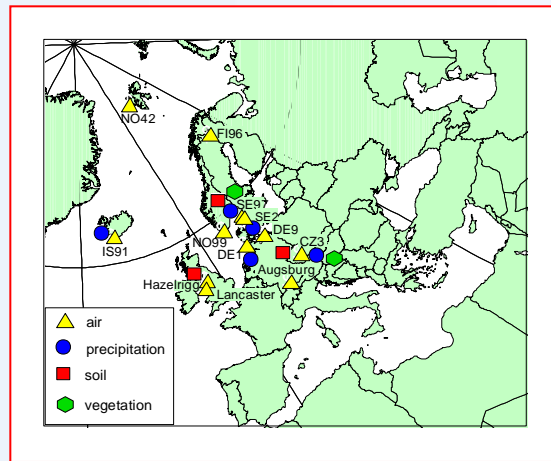 NO42
FI96
SE97
SE2
NO99
DE9
IS91
DE1
CZ3
Augsburg
Hazelrigg
Lancaster
air
precipitation
soil
vegetation